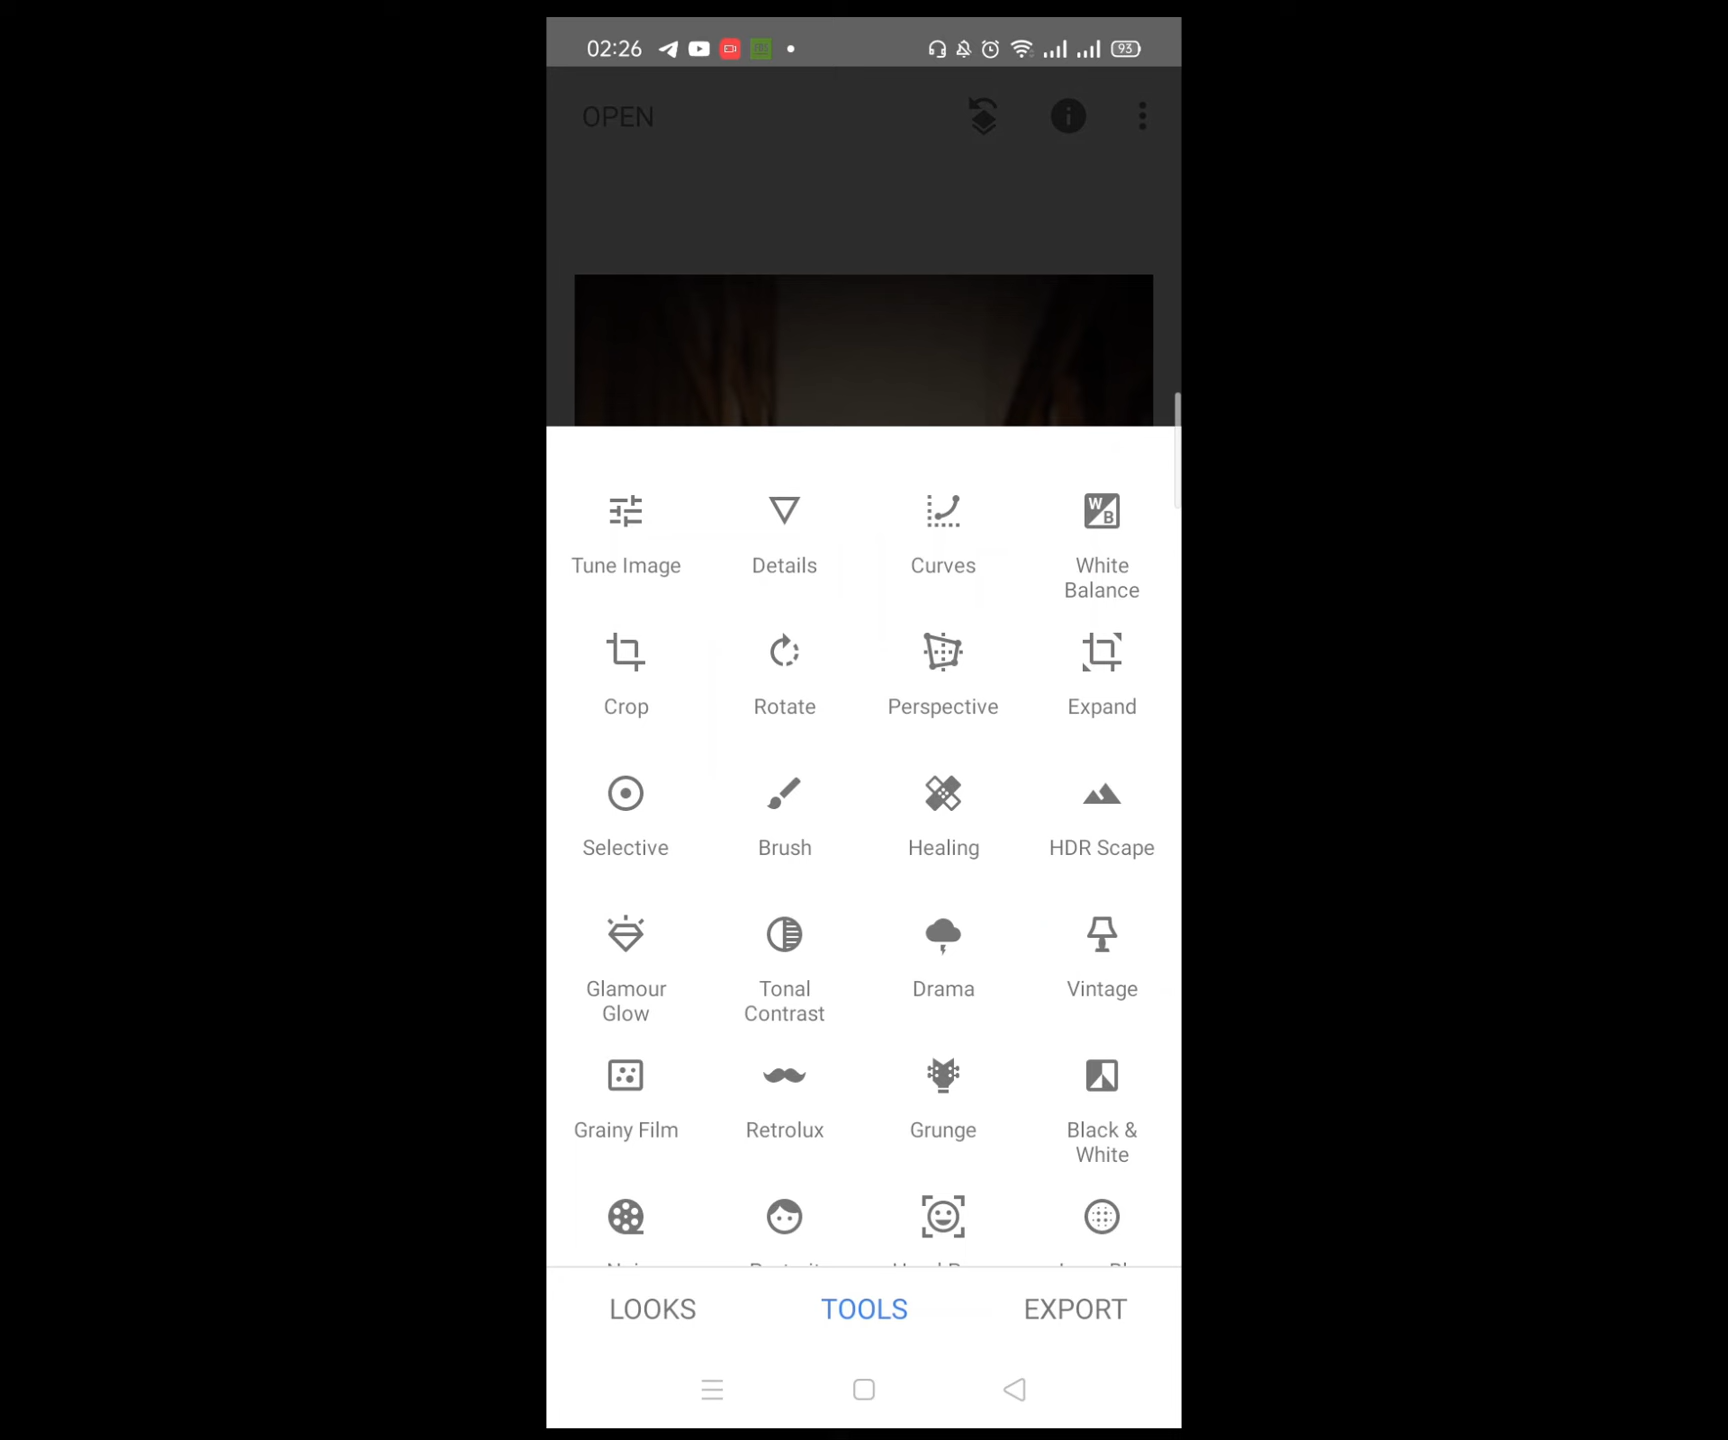 02:26 93
OPEN
Tune Image Details Curves White Balance
Crop Rotate Perspective Expand
Selective Brush Healing HDR Scape
Glamour Glow Tonal Contrast Drama Vintage
Grainy Film Retrolux Grunge Black & White
LOOKS TOOLS EXPORT